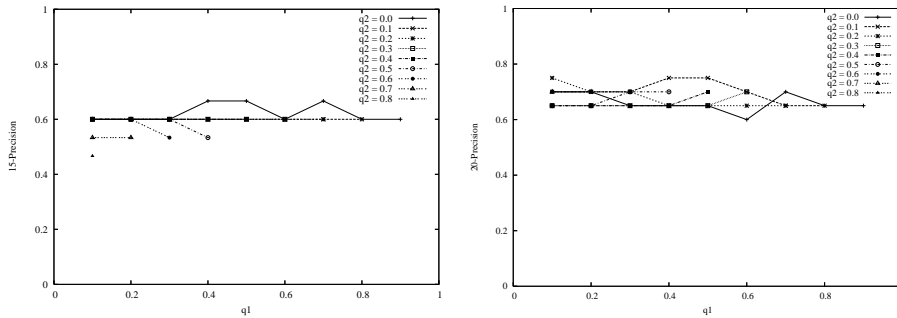 1
0.8
0.6
0.4
0.2
0
0
0.2
0.4
0.6
0.8
1
15-Precision
q1
q2 = 0.0
q2 = 0.1
q2 = 0.2
q2 = 0.3
q2 = 0.4
q2 = 0.5
q2 = 0.6
q2 = 0.7
q2 = 0.8
1
0.8
0.6
0.4
0.2
0
0
0.2
0.4
0.6
0.8
20-Precision
q1
q2 = 0.0
q2 = 0.1
q2 = 0.2
q2 = 0.3
q2 = 0.4
q2 = 0.5
q2 = 0.6
q2 = 0.7
q2 = 0.8